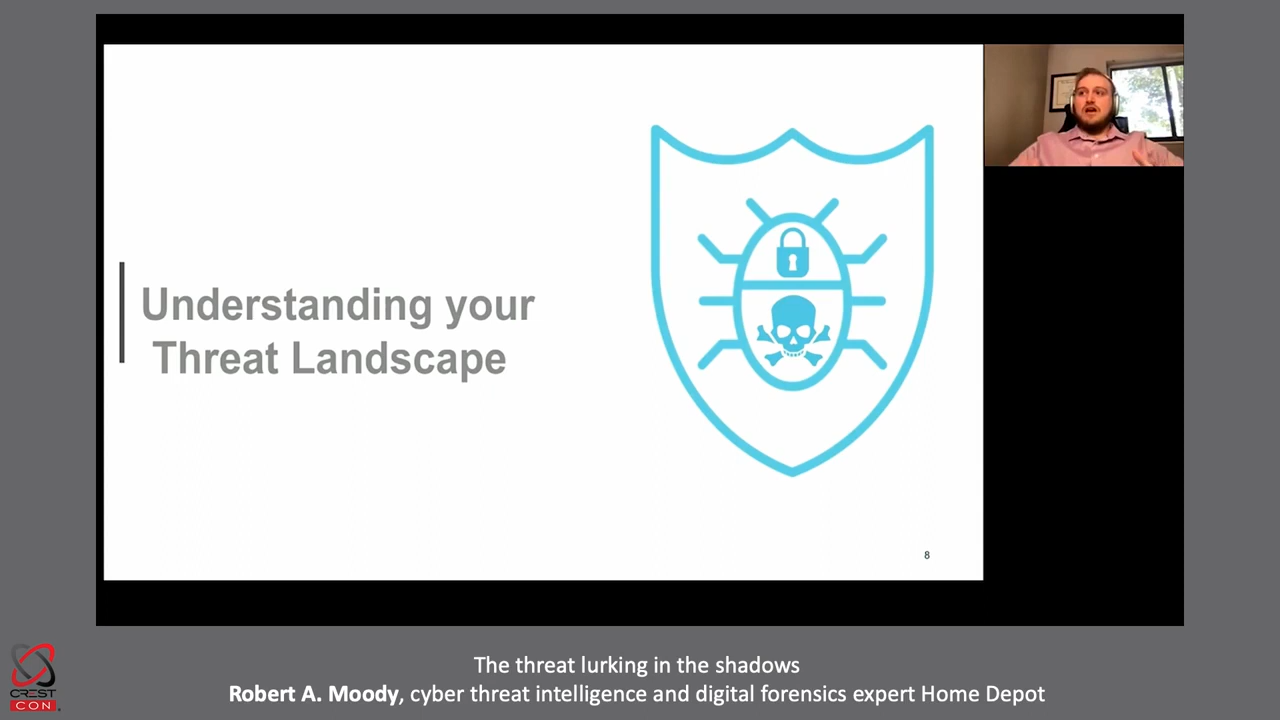 Understanding your
Threat Landscape
8
CREST
CON
The threat lurking in the shadows
Robert A. Moody, cyber threat intelligence and digital forensics expert Home Depot